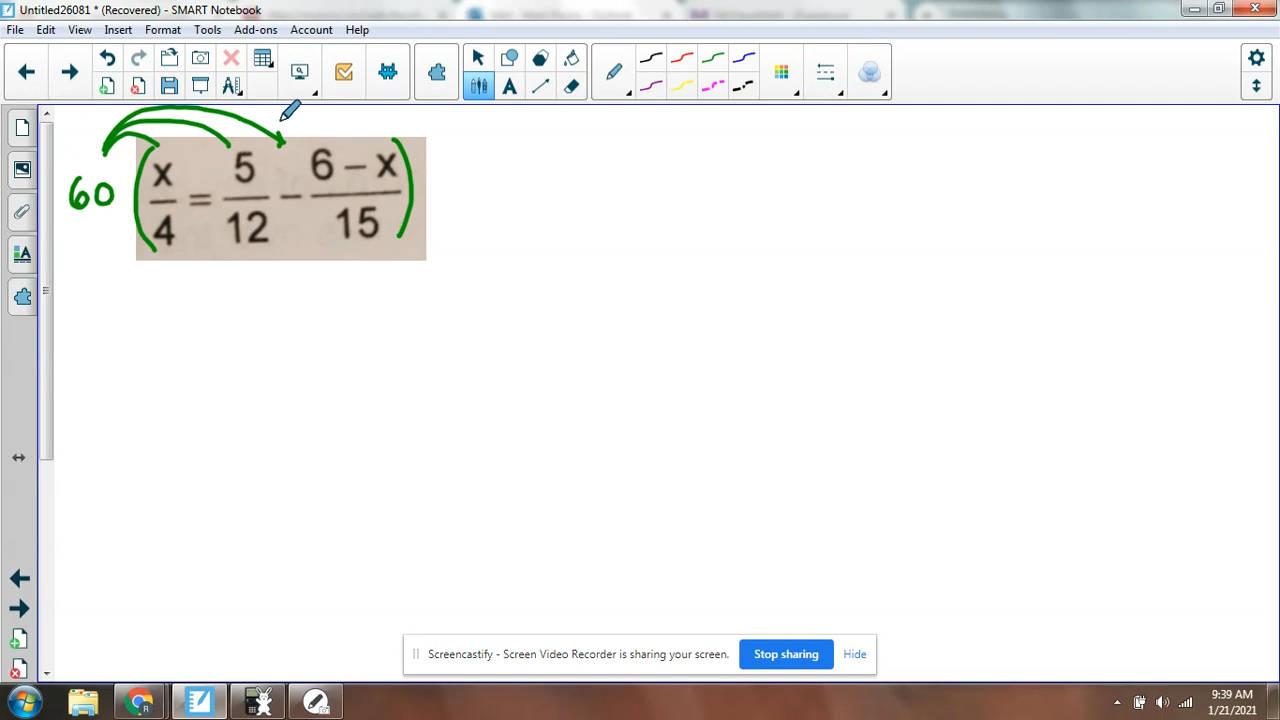 Untitled26081 * (Recovered) - SMART Notebook
File Edit View Insert Format Tools Add-ons Account Help
60 (x/4 = 5/12 - 6 - x/15)
Screencastify - Screen Video Recorder is sharing your screen. Stop sharing Hide
9:39 AM
1/21/2021